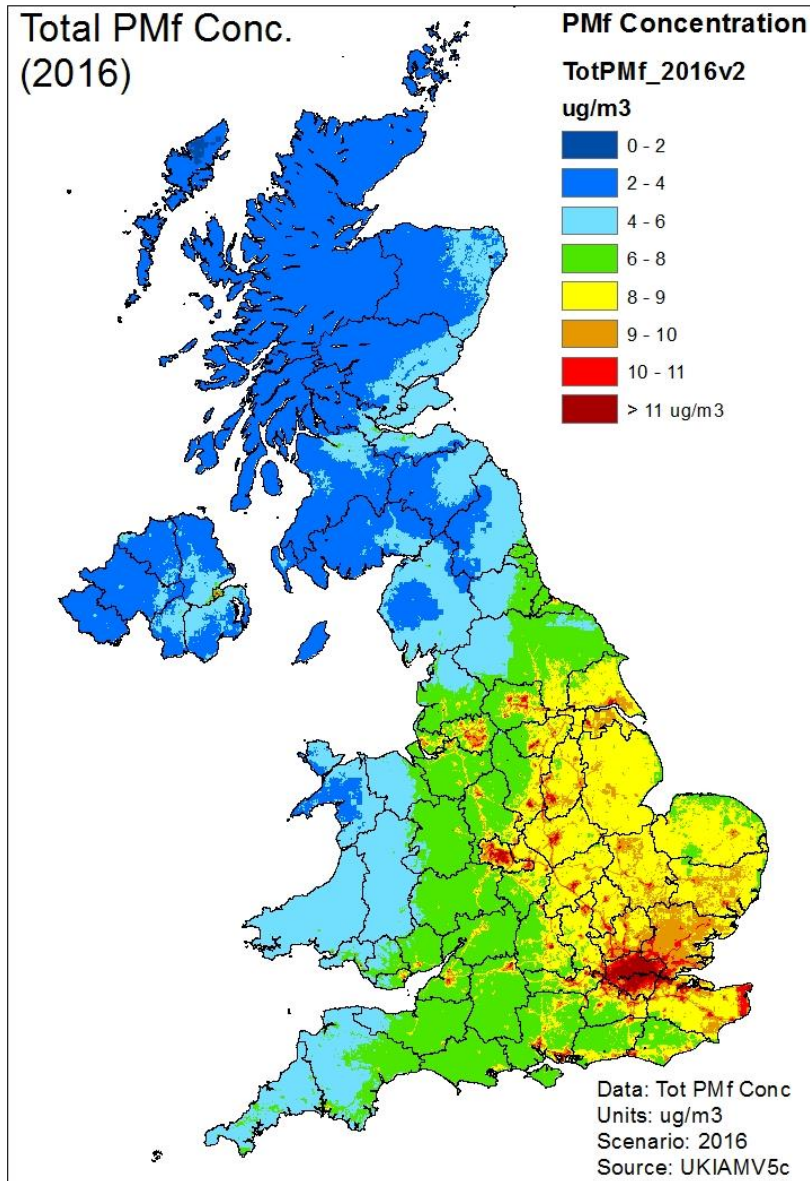 Total PMf Conc.
(2016)
PMf Concentration
TotPMf_2016v2
ug/m3
0 - 2
2 - 4
4 - 6
6 - 8
8 - 9
9 - 10
10 - 11
> 11 ug/m3
Data: Tot PMf Conc
Units: ug/m3
Scenario: 2016
Source: UKIAMV5c